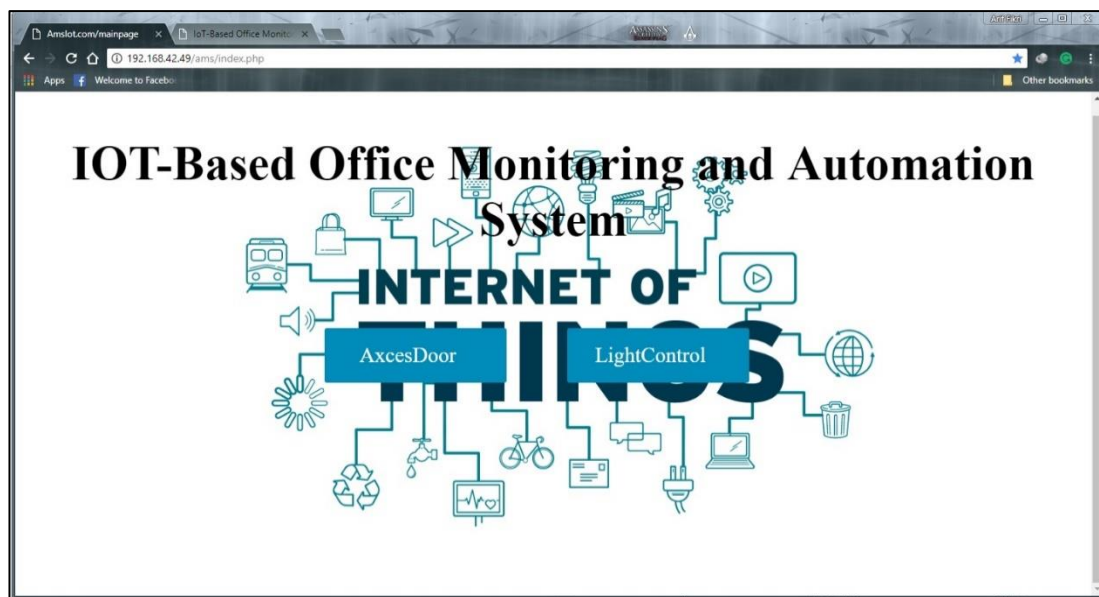 Amslot.com/mainpage
IoT-Based Office Monito
192.168.42.49/ams/index.php
Apps
Welcome to Facebo
Other bookmarks
IOT-Based Office Monitoring and Automation
System
INTERNET OF
THINGS
AxcesDoor
LightControl